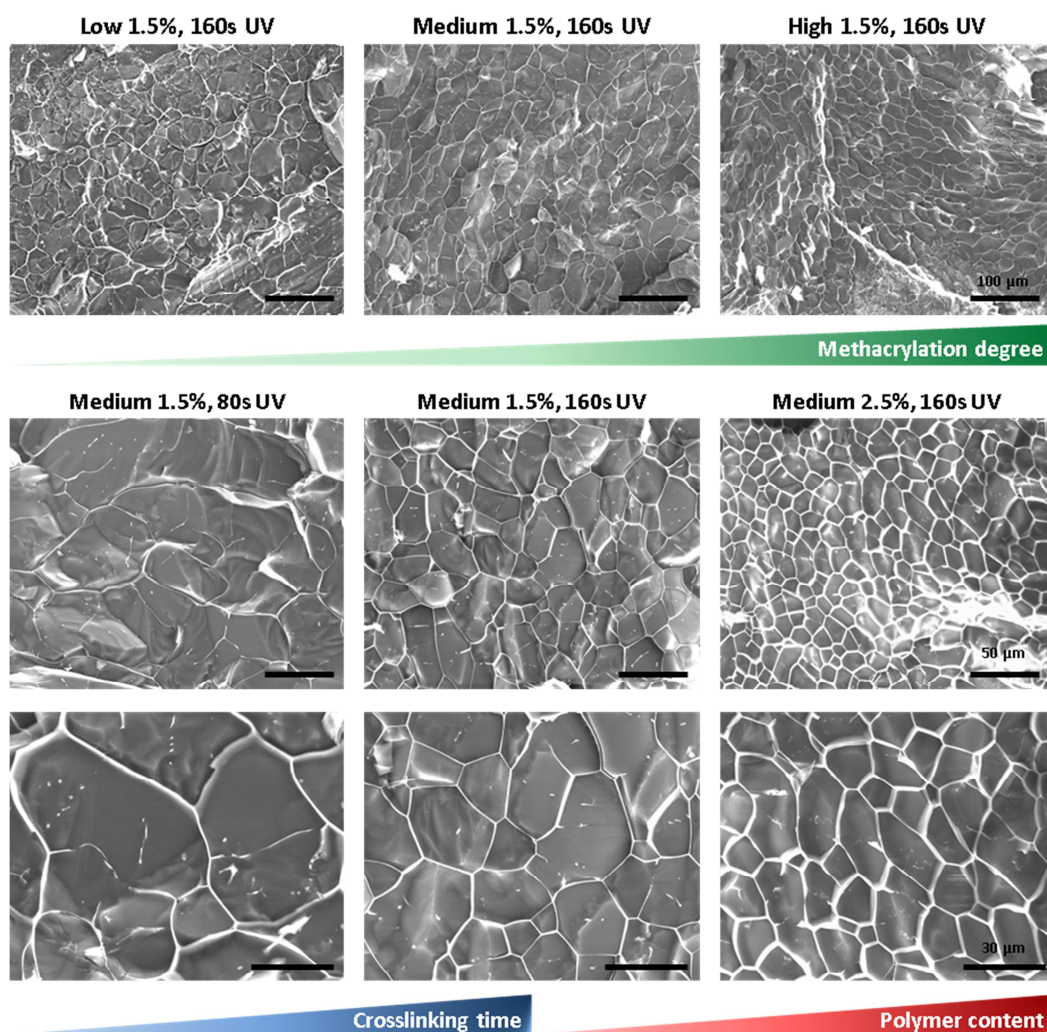 Low 1.5%, 160s UV
Medium 1.5%, 160s UV
High 1.5%, 160s UV
100 µm
Methacrylation degree
Medium 1.5%, 80s UV
Medium 1.5%, 160s UV
Medium 2.5%, 160s UV
50 µm
30 µm
Crosslinking time
Polymer content